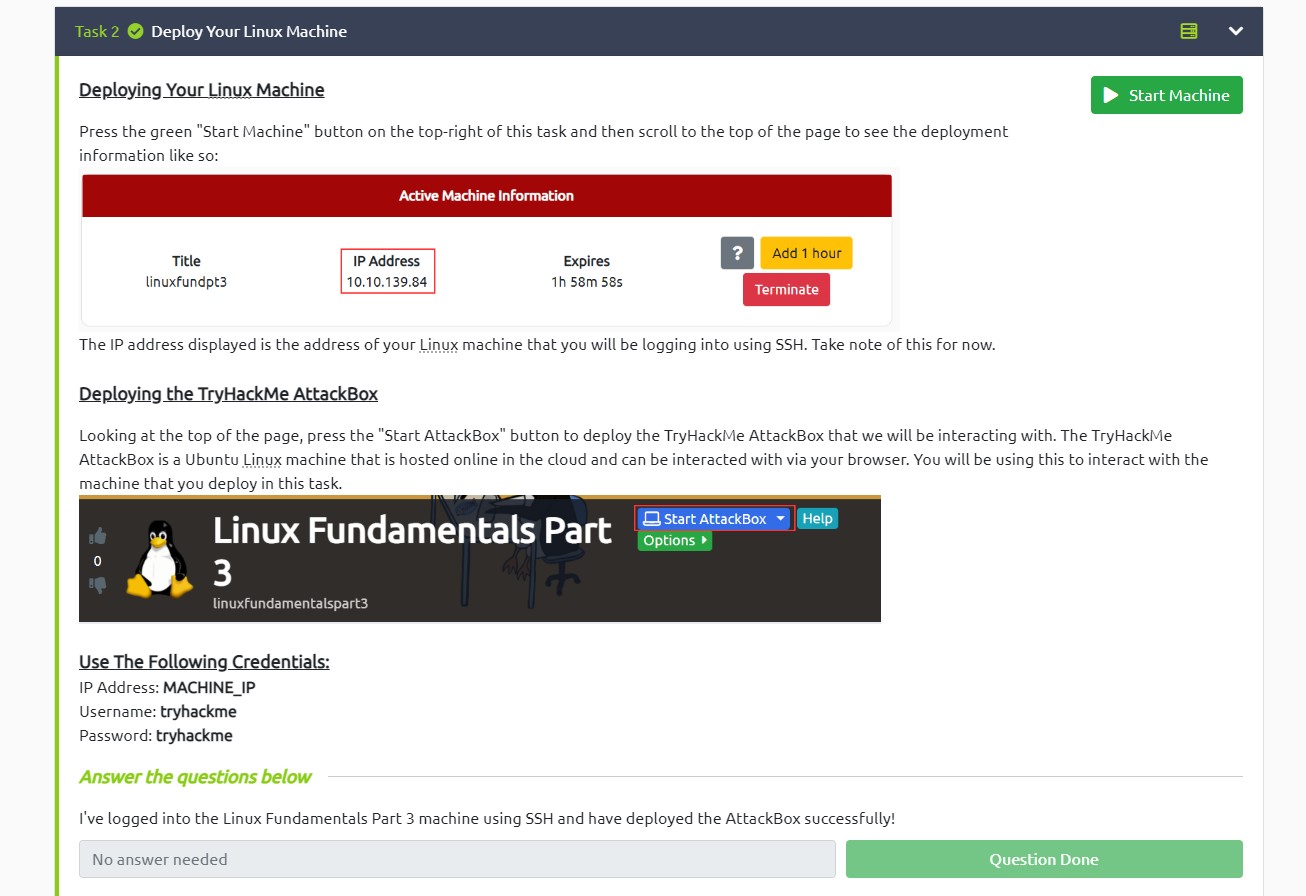 Task 2 Deploy Your Linux Machine
Deploying Your Linux Machine
Start Machine
Press the green "Start Machine" button on the top-right of this task and then scroll to the top of the page to see the deployment
information like so:
Active Machine Information
Title
linuxfundpt3
IP Address
10.10.139.84
Expires
1h 58m 58s
?
Add 1 hour
Terminate
The IP address displayed is the address of your Linux machine that you will be logging into using SSH. Take note of this for now.
Deploying the TryHackMe AttackBox
Looking at the top of the page, press the "Start AttackBox" button to deploy the TryHackMe AttackBox that we will be interacting with. The TryHackMe
AttackBox is a Ubuntu Linux machine that is hosted online in the cloud and can be interacted with via your browser. You will be using this to interact with the
machine that you deploy in this task.
0
Linux Fundamentals Part
3
linuxfundamentalspart3
Start AttackBox
Help
Options
Use The Following Credentials:
IP Address: MACHINE_IP
Username: tryhackme
Password: tryhackme
Answer the questions below
I've logged into the Linux Fundamentals Part 3 machine using SSH and have deployed the AttackBox successfully!
No answer needed
Question Done